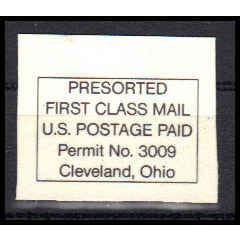 PRESORTED
FIRST CLASS MAIL
U.S. POSTAGE PAID
Permit No. 3009
Cleveland, Ohio